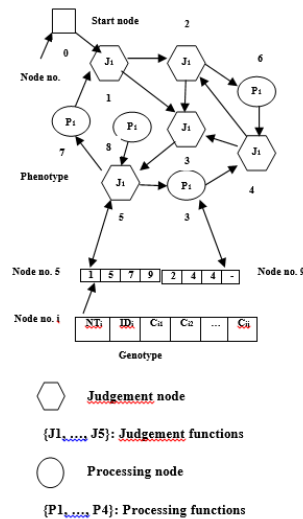 Start node
2
0
J1
J1
6
Node no.
P1
1
P1
P1
J1
J1
7
8
3
Phenotype
J1
P1
4
5
3
Node no. 5
1 5 7 9
2 4 4 -
Node no. 9
Node no. i
NTi IDi Ci1 Ci2 … Cij
Genotype
Judgement node
{J1, …, J5}: Judgement functions
Processing node
{P1, …, P4}: Processing functions